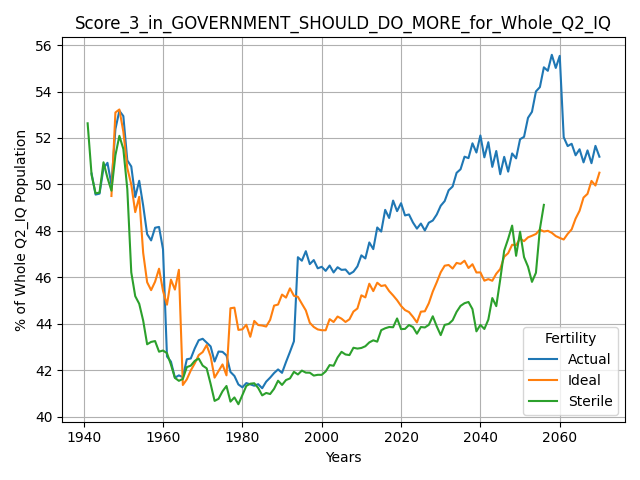 Score_3_in_GOVERNMENT_SHOULD_DO_MORE_for_Whole_Q2_IQ
% of Whole Q2_IQ Population
56
54
52
50
48
46
44
42
40
1940 1960 1980 2000 2020 2040 2060
Years
Fertility
Actual
Ideal
Sterile